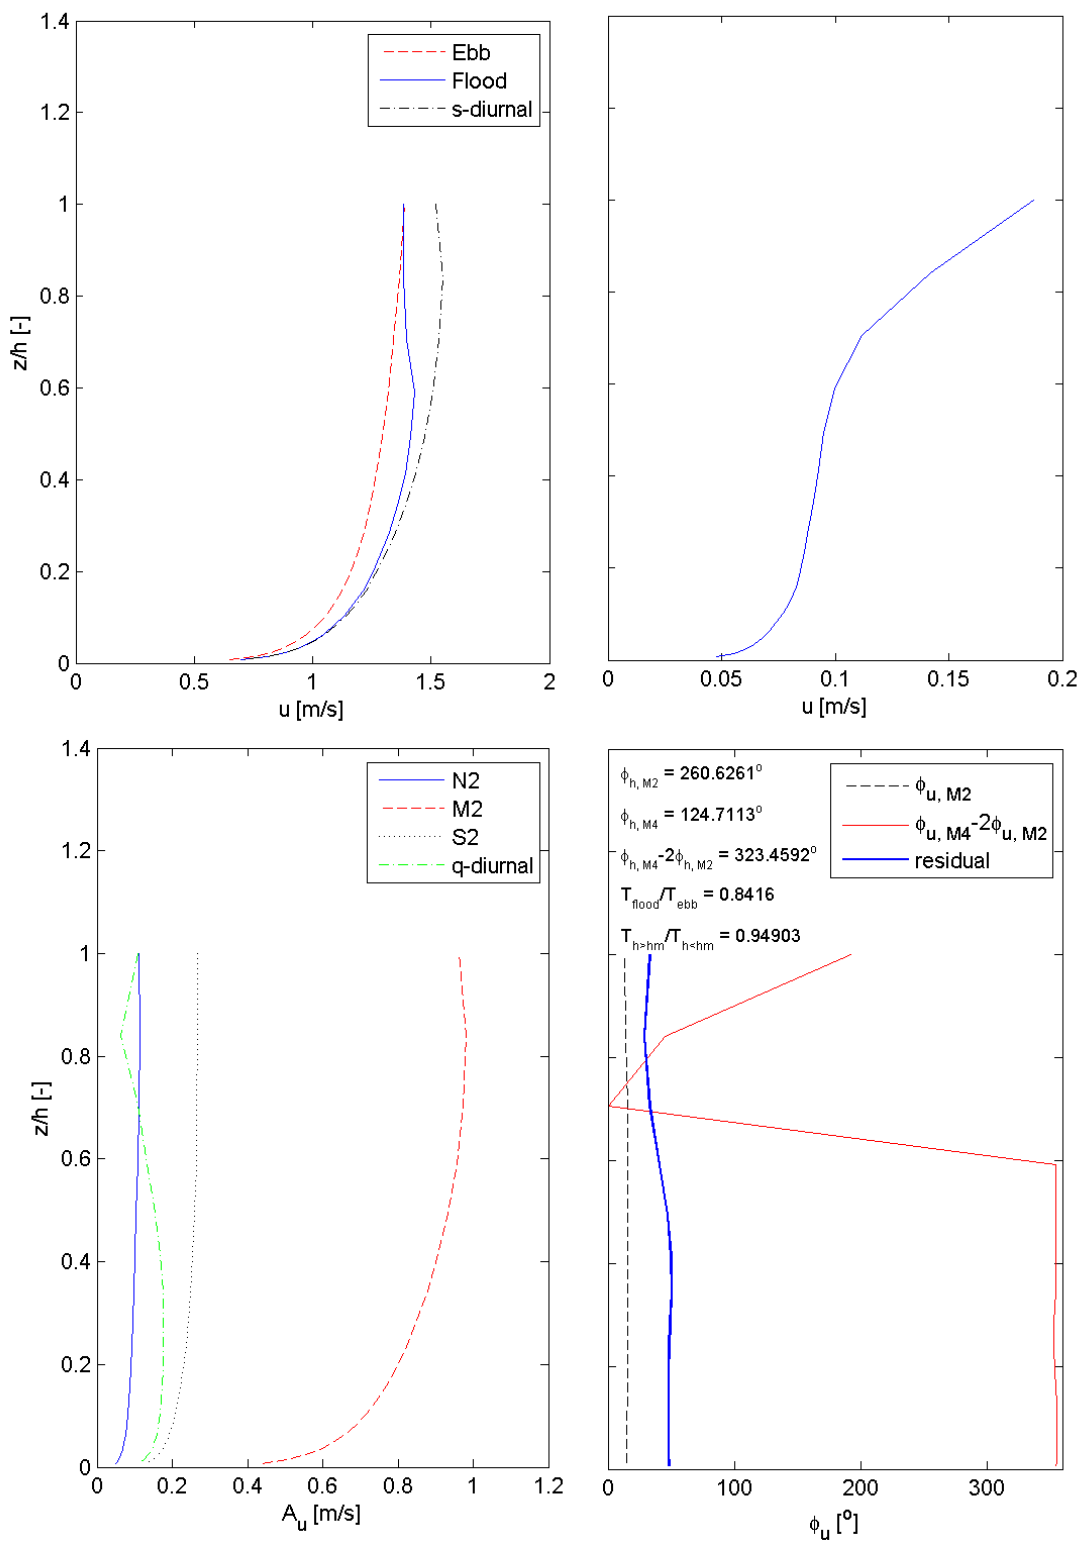 1.4
1.2
1
0.8
0.6
0.4
0.2
0
z/h [-]
Ebb
Flood
s-diurnal
0 0.5 1 1.5 2
u [m/s]
0 0.05 0.1 0.15 0.2
u [m/s]
1.4
1.2
1
0.8
0.6
0.4
0.2
0
z/h [-]
N2
M2
S2
q-diurnal
0 0.2 0.4 0.6 0.8 1 1.2
A_u [m/s]
ϕ_h, M2 = 260.6261°
ϕ_h, M4 = 124.7113°
ϕ_h, M4-2ϕ_h, M2 = 323.4592°
T_flood/T_ebb = 0.8416
T_h>hm/T_h<hm = 0.94903
ϕ_u, M2
ϕ_u, M4-2ϕ_u, M2
residual
0 100 200 300
ϕ_u [°]